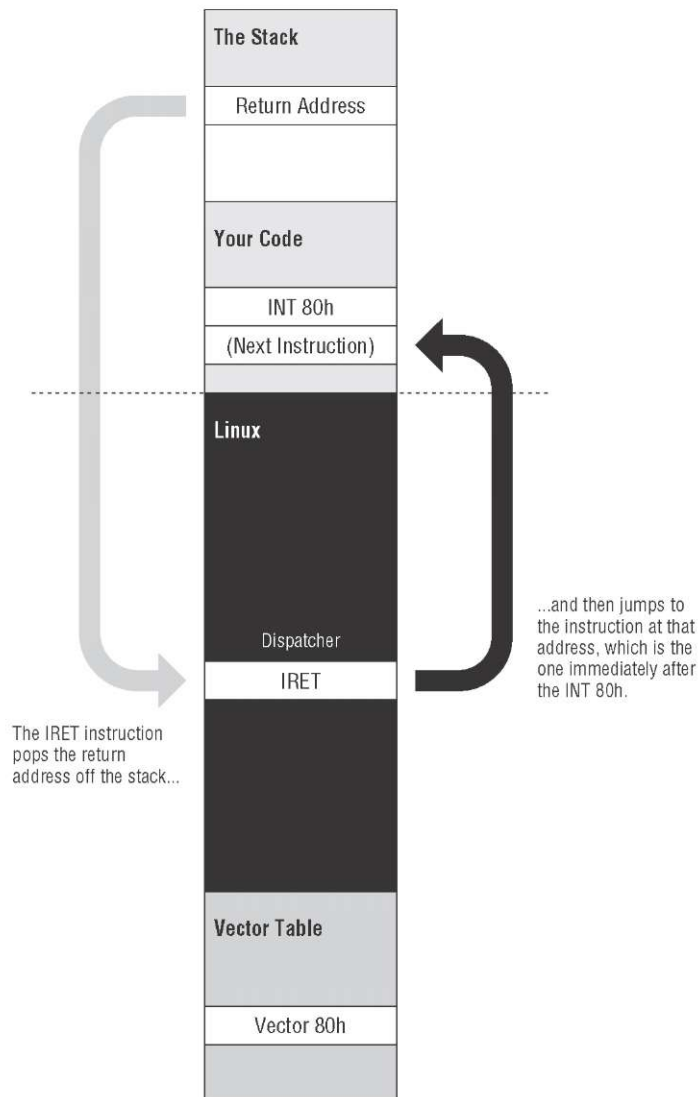 The Stack
Return Address
Your Code
INT 80h
(Next Instruction)
Linux
Dispatcher
IRET
The IRET instruction
pops the return
address off the stack...
...and then jumps to
the instruction at that
address, which is the
one immediately after
the INT 80h.
Vector Table
Vector 80h